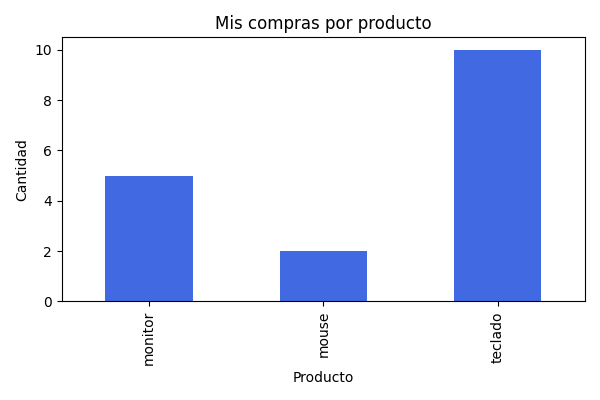 Mis compras por producto
Cantidad
10
8
6
4
2
0
monitor
mouse
teclado
Producto